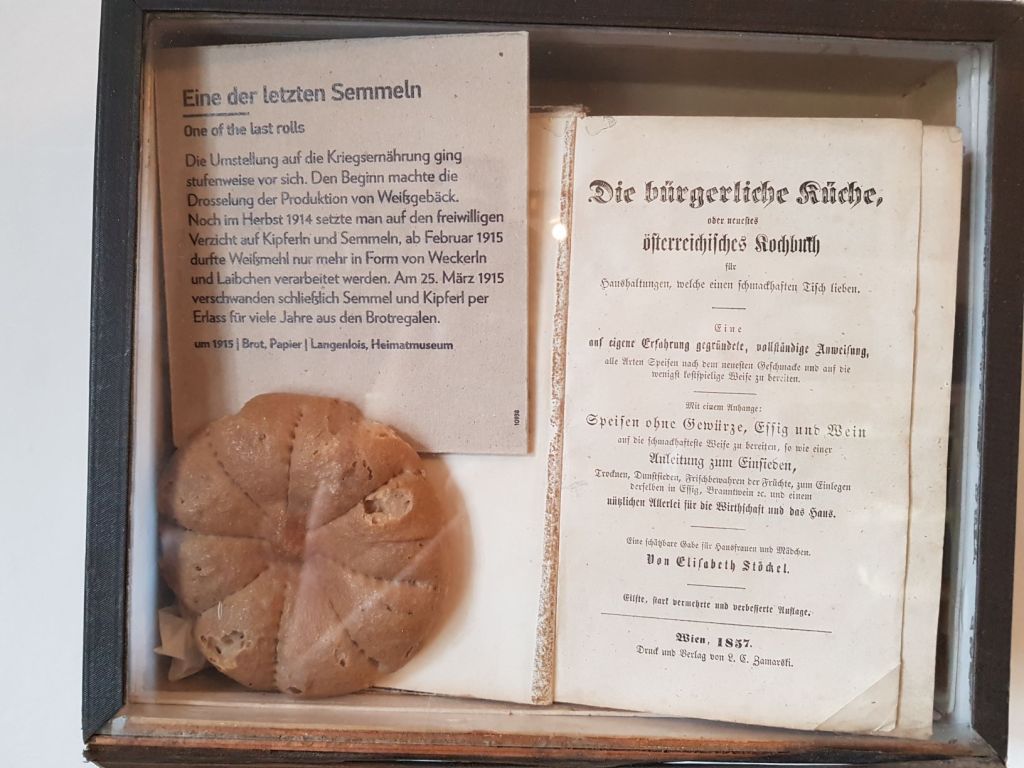 Eine der letzten Semmeln
One of the last rolls
Die Umstellung auf die Kriegsernährung ging
stufenweise vor sich. Den Beginn machte die
Drosselung der Produktion von Weißgebäck.
Noch im Herbst 1914 setzte man auf den freiwilligen
Verzicht auf Kipferln und Semmeln, ab Februar 1915
durfte Weißmehl nur mehr in Form von Weckerln
und Laibchen verarbeitet werden. Am 25. März 1915
verschwanden schließlich Semmel und Kipferl per
Erlass für viele Jahre aus den Brotregalen.
um 1915 | Brot, Papier | Langenlois, Heimatmuseum
10998
Die bürgerliche Küche,
oder neuestes
öſterreichiſches Kochbuch
für
Haushaltungen, welche einen ſchmackhaften Tiſch lieben.
Eine
auf eigene Erfahrung gegründete, vollſtändige Anweiſung,
alle Arten Speiſen nach dem neueſten Geſchmacke und auf die
wenigſt koſtſpielige Weiſe zu bereiten.
Mit einem Anhange:
Speiſen ohne Gewürze, Eſſig und Wein
auf die ſchmackhafteſte Weiſe zu bereiten, ſo wie einer
Anleitung zum Einſieden,
Trocknen, Dunſtſieden, Friſchbewahren der Früchte, zum Einlegen
derſelben in Eſſig, Branntwein ꝛc. und einem
nützlichen Allerlei für die Wirthſchaft und das Haus.
Eine ſchätzbare Gabe für Hausfrauen und Mädchen.
Von Eliſabeth Stöckel.
Eilfte, ſtark vermehrte und verbeſſerte Auflage.
Wien, 1857.
Druck und Verlag von L. C. Zamarski.